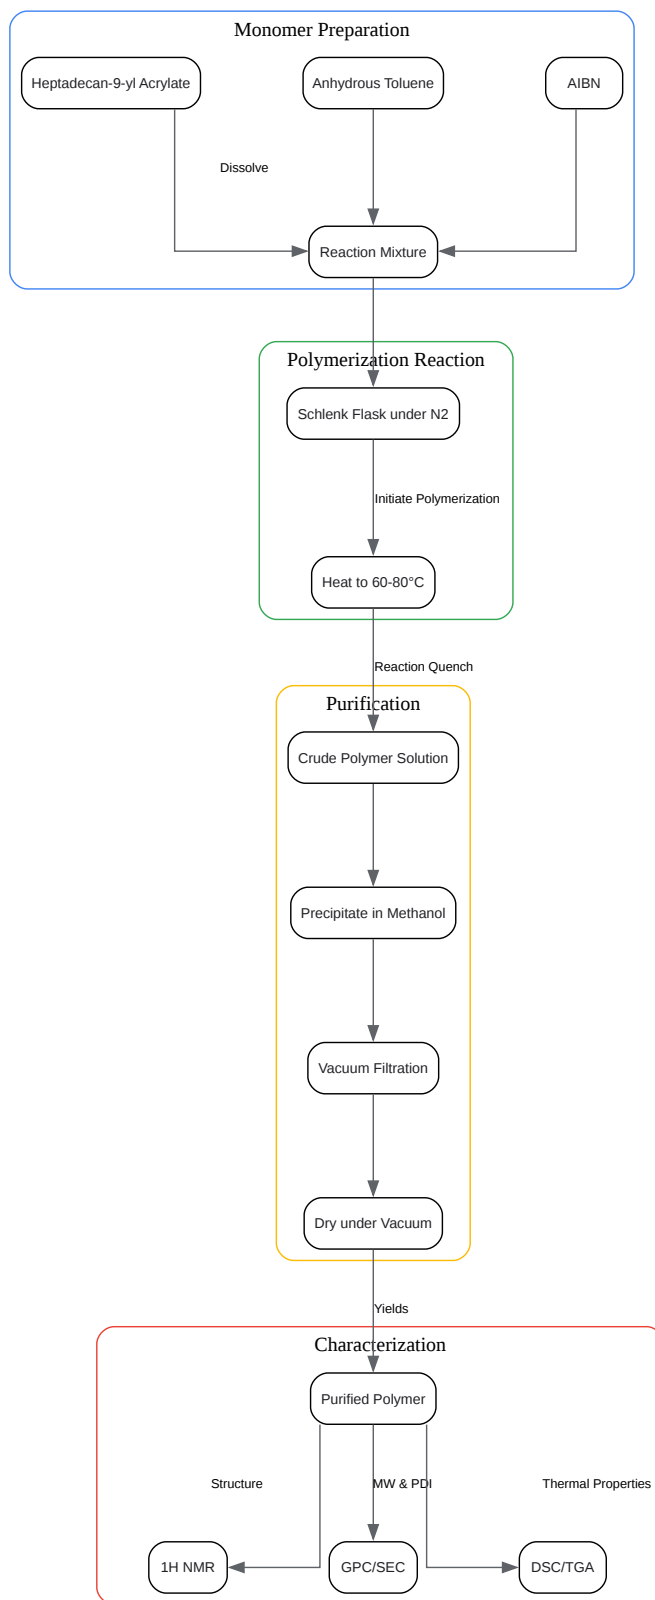 Monomer Preparation
Heptadecan-9-yl Acrylate
Anhydrous Toluene
AIBN
Dissolve
Reaction Mixture
Polymerization Reaction
Schlenk Flask under N2
Initiate Polymerization
Heat to 60-80°C
Reaction Quench
Purification
Crude Polymer Solution
Precipitate in Methanol
Vacuum Filtration
Dry under Vacuum
Yields
Characterization
Purified Polymer
Structure
MW & PDI
Thermal Properties
1H NMR
GPC/SEC
DSC/TGA